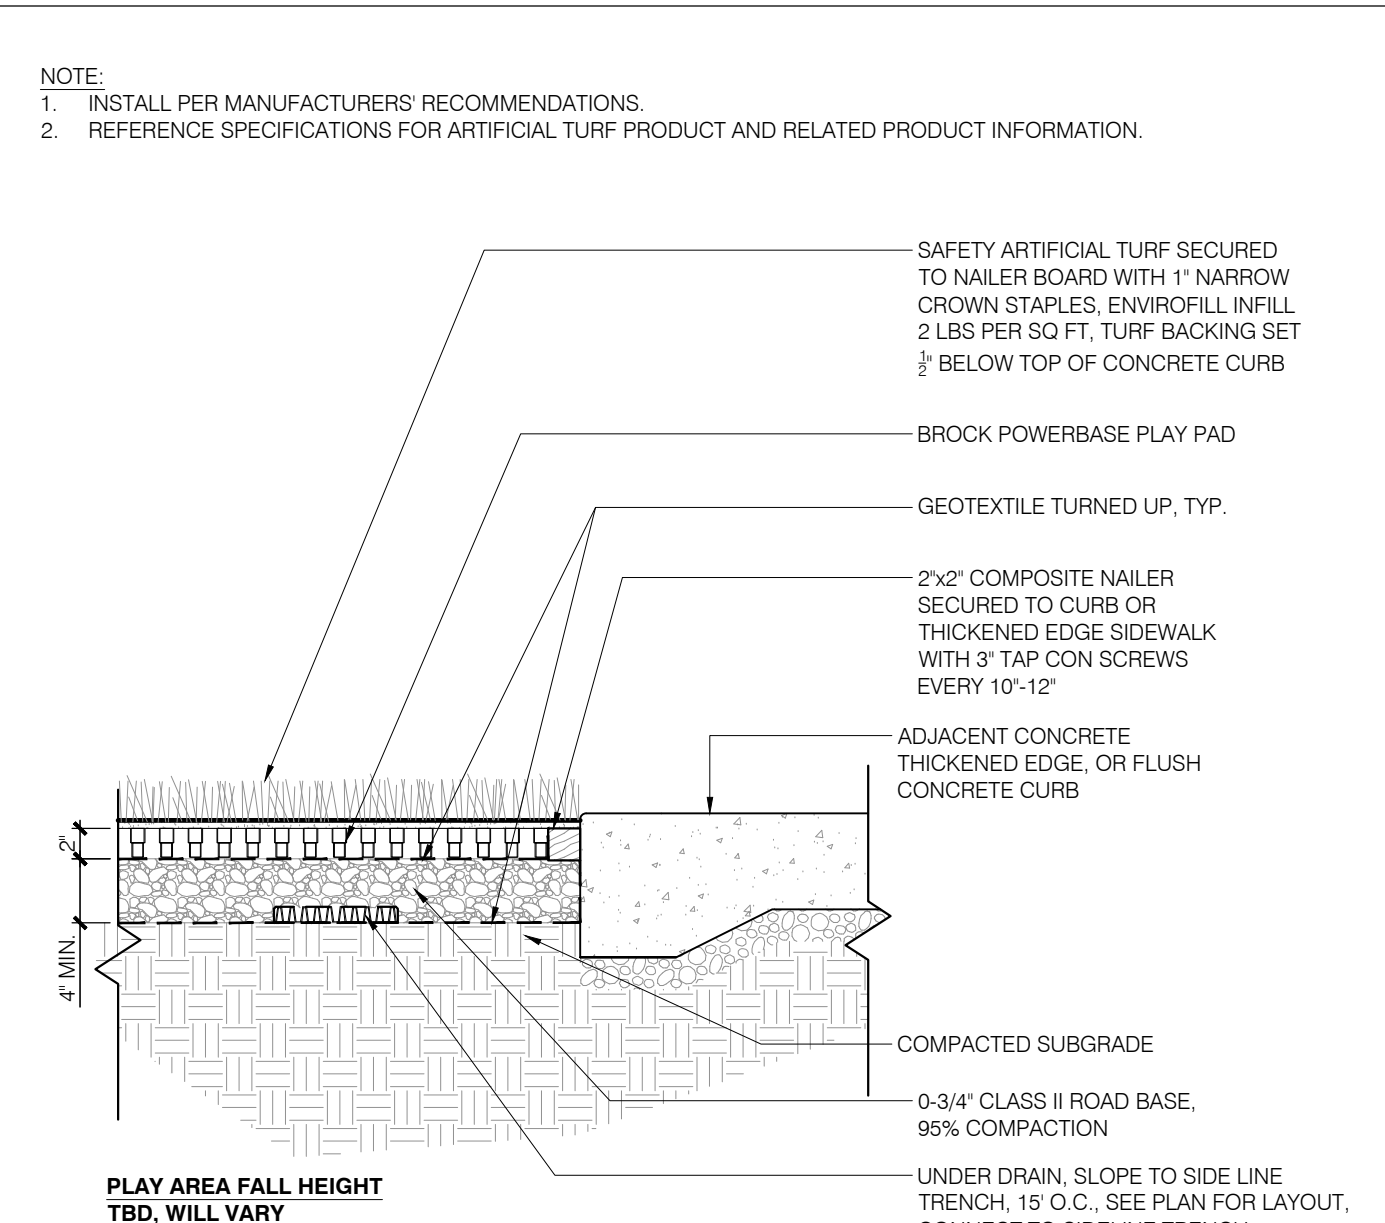 NOTE:
1. INSTALL PER MANUFACTURERS' RECOMMENDATIONS.
2. REFERENCE SPECIFICATIONS FOR ARTIFICIAL TURF PRODUCT AND RELATED PRODUCT INFORMATION.
SAFETY ARTIFICIAL TURF SECURED
TO NAILER BOARD WITH 1" NARROW
CROWN STAPLES, ENVIROFILL INFILL
2 LBS PER SQ FT, TURF BACKING SET
1/2" BELOW TOP OF CONCRETE CURB
BROCK POWERBASE PLAY PAD
GEOTEXTILE TURNED UP, TYP.
2"x2" COMPOSITE NAILER
SECURED TO CURB OR
THICKENED EDGE SIDEWALK
WITH 3" TAP CON SCREWS
EVERY 10"-12"
ADJACENT CONCRETE
THICKENED EDGE, OR FLUSH
CONCRETE CURB
2"
4" MIN.
COMPACTED SUBGRADE
0-3/4" CLASS II ROAD BASE,
95% COMPACTION
UNDER DRAIN, SLOPE TO SIDE LINE
TRENCH, 15' O.C., SEE PLAN FOR LAYOUT,
CONNECT TO SIDELINE TRENCH
PLAY AREA FALL HEIGHT
TBD, WILL VARY